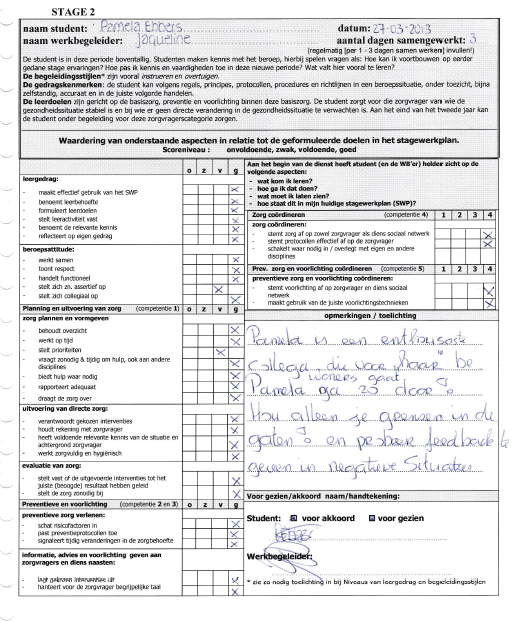 STAGE 2
naam student: Pamela Ebbers
datum: 27-03-2013
naam werkbegeleider: Jaqueline
aantal dagen samengewerkt: 3
(regelmatig [per 1 - 3 dagen samen werken] invullen!)
De student is in deze periode boventallig. Studenten maken kennis met de beroep, hierbij spelen vragen als: Hoe kan ik voortbouwen op eerder
gedane stage ervaringen? Hoe pas ik kennis en vaardigheden toe in deze nieuwe periode? Wat valt hier vooral te leren?
De begeleidingsstijlen* zijn vooral instrueren en overtuigen.
De gedragskenmerken: de student kan volgens regels, principes, protocollen, procedures en richtlijnen in een beroepssituatie, onder toezicht, bijna
zelfstandig, accuraat en in de juiste volgorde handelen.
De leerdoelen zijn gericht op de basiszorg, preventie en voorlichting binnen deze basiszorg. De student zorgt voor die zorgvrager van wie de
gezondheidssituatie stabiel is en bij wie er geen directe verandering in de gezondheidssituatie te verwachten is. Aan het eind van het tweede jaar kan
de student onder begeleiding voor deze zorgvragerscategorie zorgen.
Waardering van onderstaande aspecten in relatie tot de geformuleerde doelen in het stagewerkplan.
Scoreniveau : onvoldoende, zwak, voldoende, goed
o z v g
leergedrag:
- maakt effectief gebruik van het SWP
- benoemt leerbehoefte
- formuleert leerdoelen
- stelt leeractiviteit vast
- benoemt de relevante kennis
- reflecteert op eigen gedrag
beroepsattitude:
- werkt samen
- toont respect
- handelt functioneel
- stelt zich zn. assertief op
- stelt zich collegiaal op
Planning en uitvoering van zorg (competentie 1) o z v g
zorg plannen en vormgeven
- behoudt overzicht
- werkt op tijd
- stelt prioriteiten
- vraagt zonodig & tijdig om hulp, ook aan andere
disciplines
- biedt hulp waar nodig
- rapporteert adequaat
- draagt de zorg over
uitvoering van directe zorg:
- verantwoordt gekozen interventies
- houdt rekening met zorgvrager
- heeft voldoende relevante kennis van de situatie en
achtergrond zorgvrager
- werkt zorgvuldig en hygiënisch
evaluatie van zorg:
- stelt vast of de uitgevoerde interventies tot het
juiste (beoogde) resultaat hebben geleid
- stelt de zorg zonodig bij
Preventieve en voorlichting (competentie 2 en 3) o z v g
preventieve zorg verlenen:
- schat risicofactoren in
- past preventieprotocollen toe
- signaleert tijdig veranderingen in de zorgbehoefte
informatie, advies en voorlichting geven aan
zorgvragers en diens naasten:
- legt gekozen interventies uit
- hanteert voor de zorgvrager begrijpelijke taal
Aan het begin van de dienst heeft student (en de WB'er) helder zicht op de
volgende aspecten:
- wat kom ik leren?
- hoe ga ik dat doen?
- wat moet ik laten zien?
- hoe staat dit in mijn huidige stagewerkplan (SWP)?
Zorg coördineren (competentie 4) 1 2 3 4
zorg coördineren:
- stemt zorg af op zowel zorgvrager als diens sociaal netwerk
- stemt protocollen effectief af op de zorgvrager
- schakelt waar nodig in / overlegt met eigen en andere
disciplines
Prev. zorg en voorlichting coördineren (competentie 5) 1 2 3 4
preventieve zorg en voorlichting coördineren:
- stemt voorlichting af op zorgvrager en diens sociaal
netwerk
- maakt gebruik van de juiste voorlichtingstechnieken
opmerkingen / toelichting
Pamela is een enthousaste
collega, die voor "haar" be
woners gaat,
Pamela ga zo door!
Hou alleen je grenzen in de
gaten! en feedback te
geven in negatieve Situaties
Voor gezien/akkoord naam/handtekening:
Student: voor akkoord voor gezien
Werkbegeleider:
* zie zo nodig toelichting in bij Niveaus van leergedrag en begeleidingsstijlen